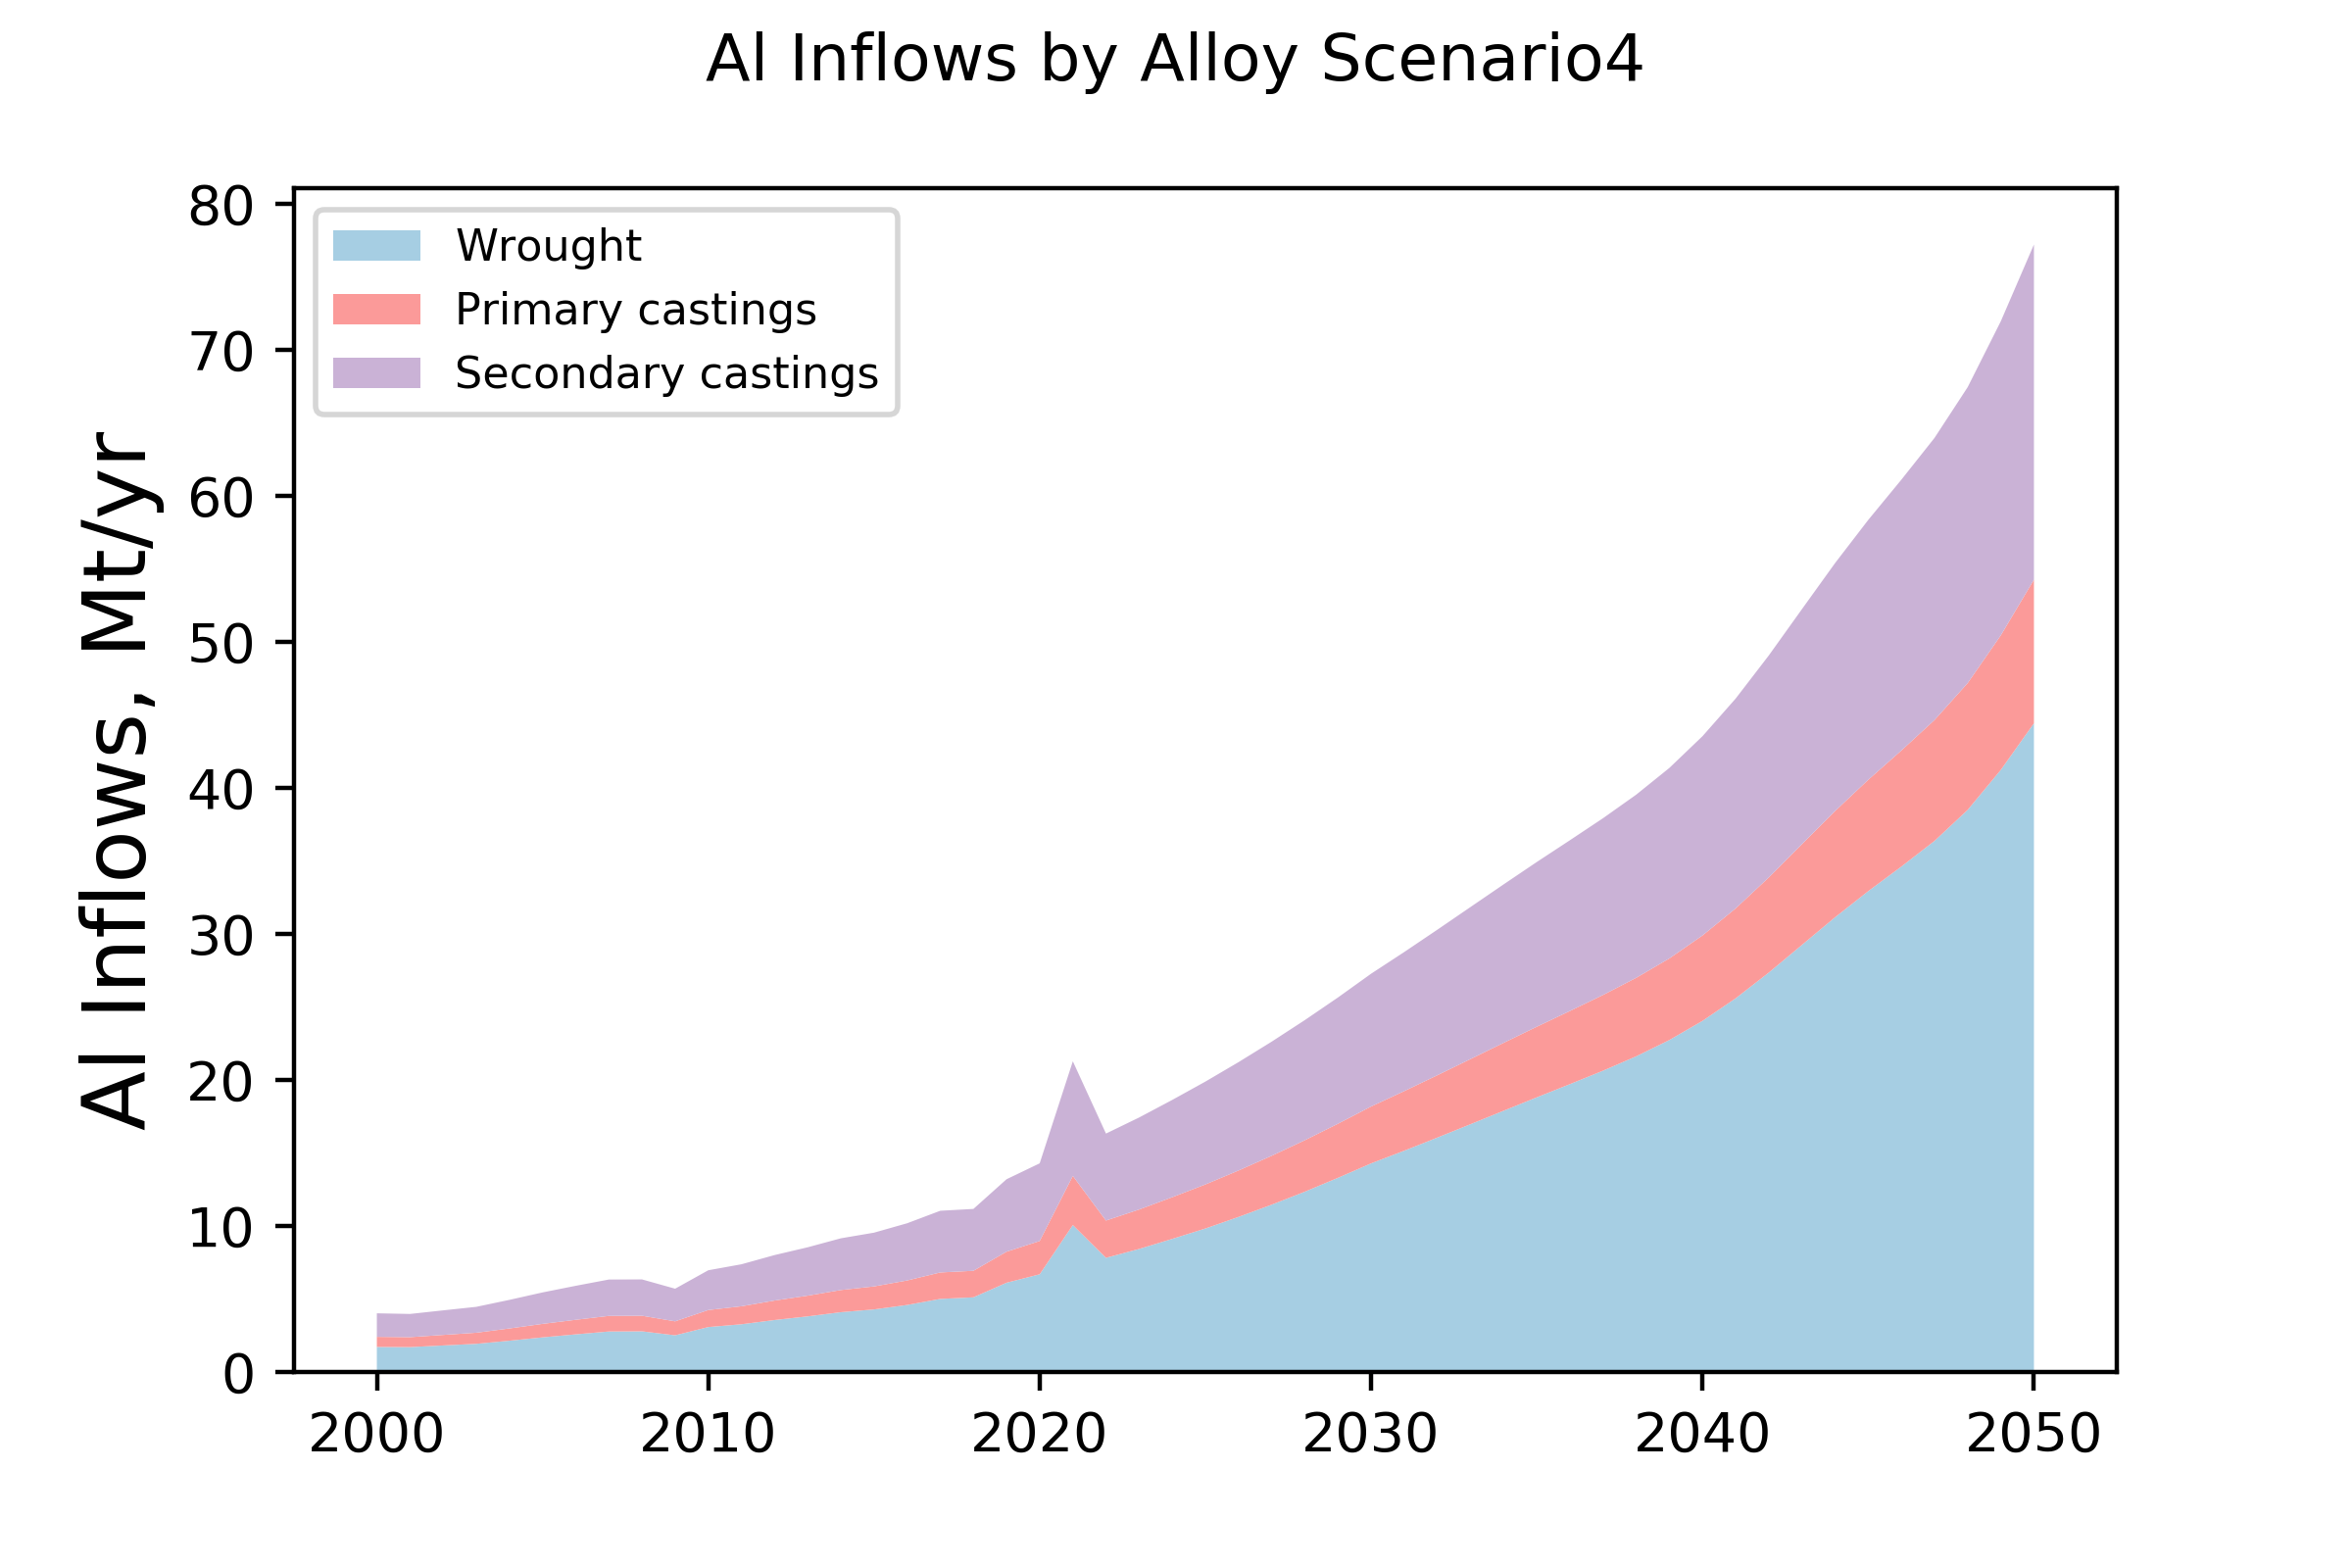 Al Inflows by Alloy Scenario4
Al Inflows, Mt/yr
80
70
60
50
40
30
20
10
0
Wrought
Primary castings
Secondary castings
2000 2010 2020 2030 2040 2050